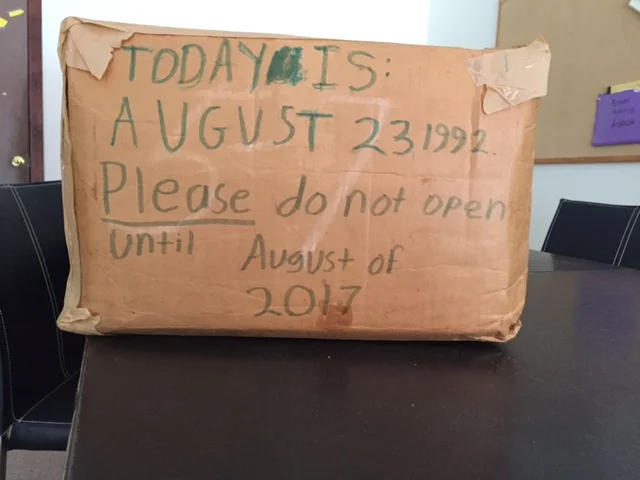 TODAY IS:
AUGUST 23 1992.
Please do not open
until August of
2017